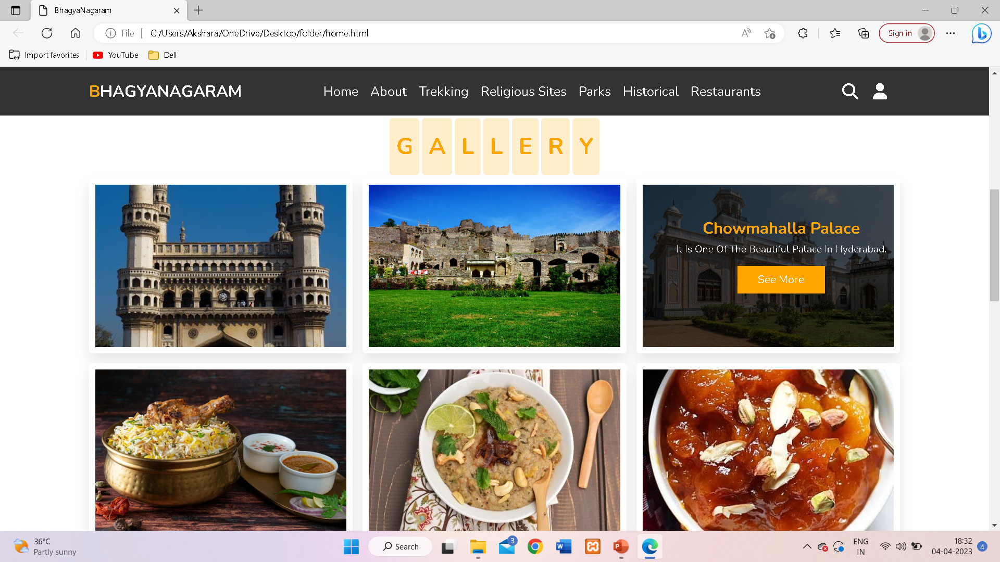 BhagyaNagaram
File
C:/Users/Akshara/OneDrive/Desktop/folder/home.html
Sign in
Import favorites
YouTube
Dell
BHAGYANAGARAM
Home About Trekking Religious Sites Parks Historical Restaurants
GALLERY
Chowmahalla Palace
It Is One Of The Beautiful Palace In Hyderabad.
See More
36°C
Partly sunny
Search
3
ENG
IN
18:32
04-04-2023
4